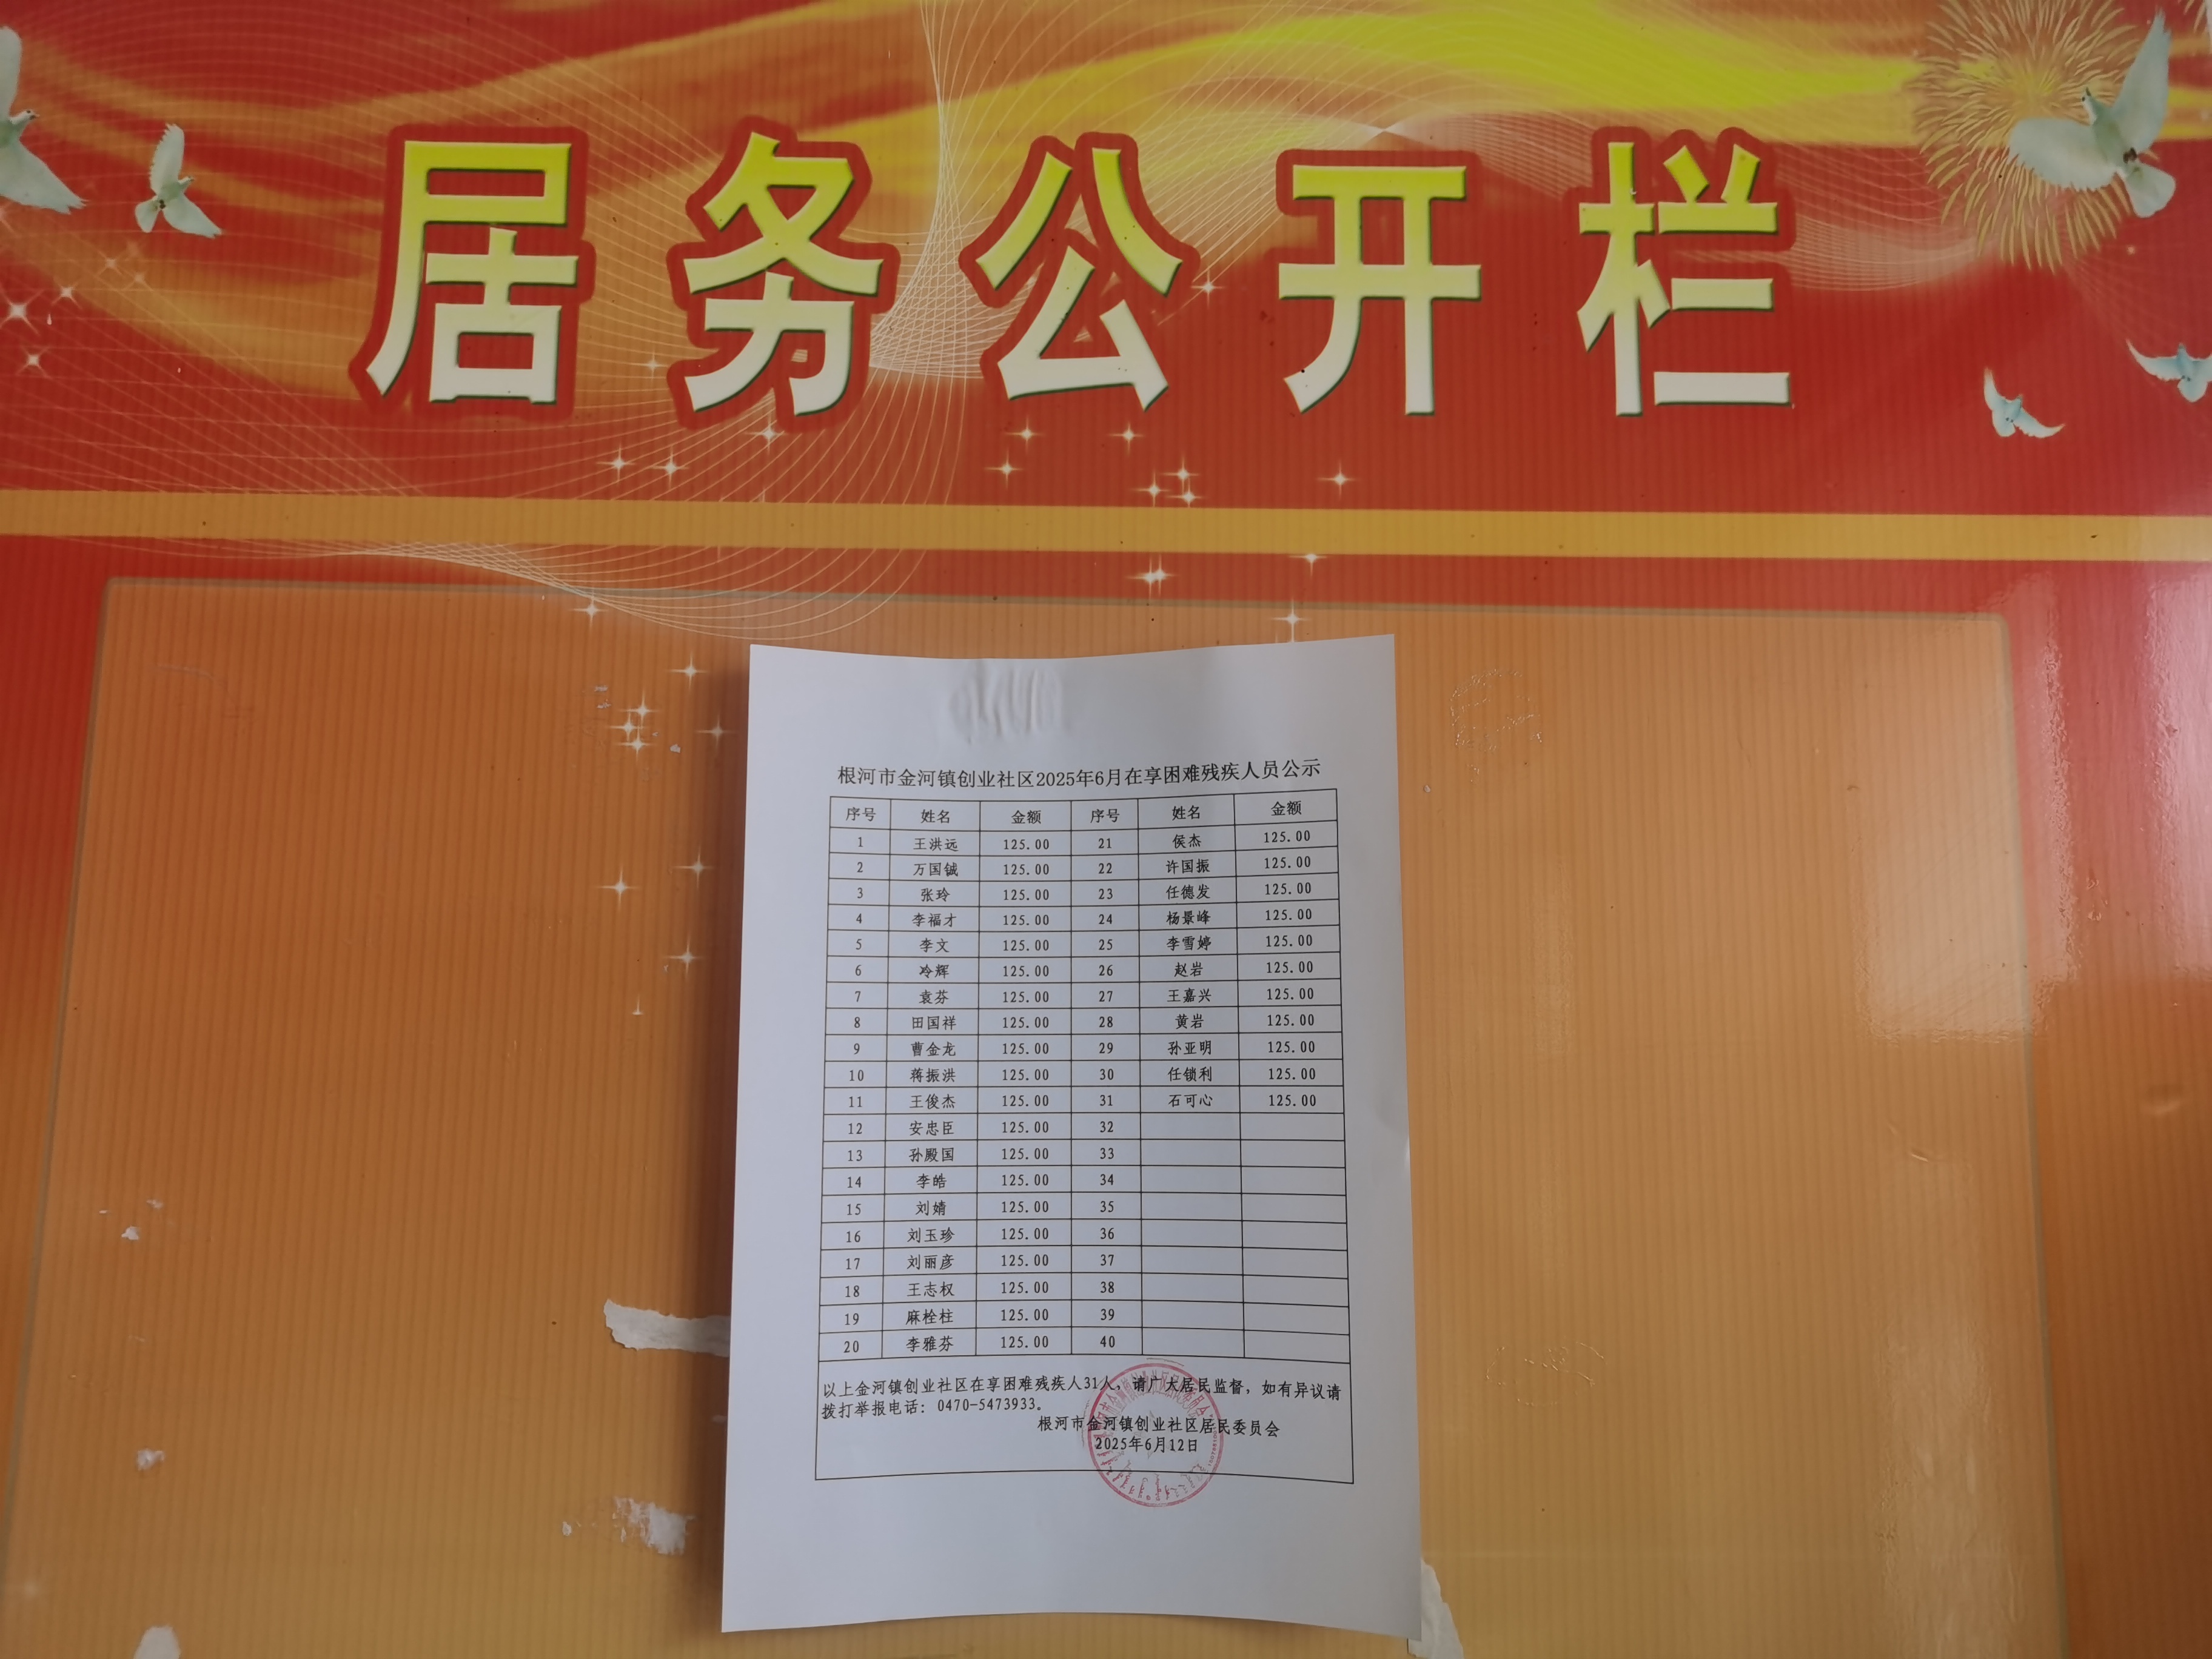 居务公开栏
根河市金河镇创业社区2025年6月在享困难残疾人员公示
序号 姓名 金额 序号 姓名 金额
1 王洪远 125.00 21 侯杰 125.00
2 万国铖 125.00 22 许国振 125.00
3 张玲 125.00 23 任德发 125.00
4 李福才 125.00 24 杨景峰 125.00
5 李文 125.00 25 李雪婷 125.00
6 冷辉 125.00 26 赵岩 125.00
7 袁芬 125.00 27 王嘉兴 125.00
8 田国祥 125.00 28 黄岩 125.00
9 曹金龙 125.00 29 孙亚明 125.00
10 蒋振洪 125.00 30 任锁利 125.00
11 王俊杰 125.00 31 石可心 125.00
12 安忠臣 125.00 32
13 孙殿国 125.00 33
14 李皓 125.00 34
15 刘婧 125.00 35
16 刘玉珍 125.00 36
17 刘丽彦 125.00 37
18 王志权 125.00 38
19 麻栓柱 125.00 39
20 李雅芬 125.00 40
以上金河镇创业社区在享困难残疾人31人，请广大居民监督，如有异议请
拨打举报电话：0470-5473933。
根河市金河镇创业社区居民委员会
2025年6月12日